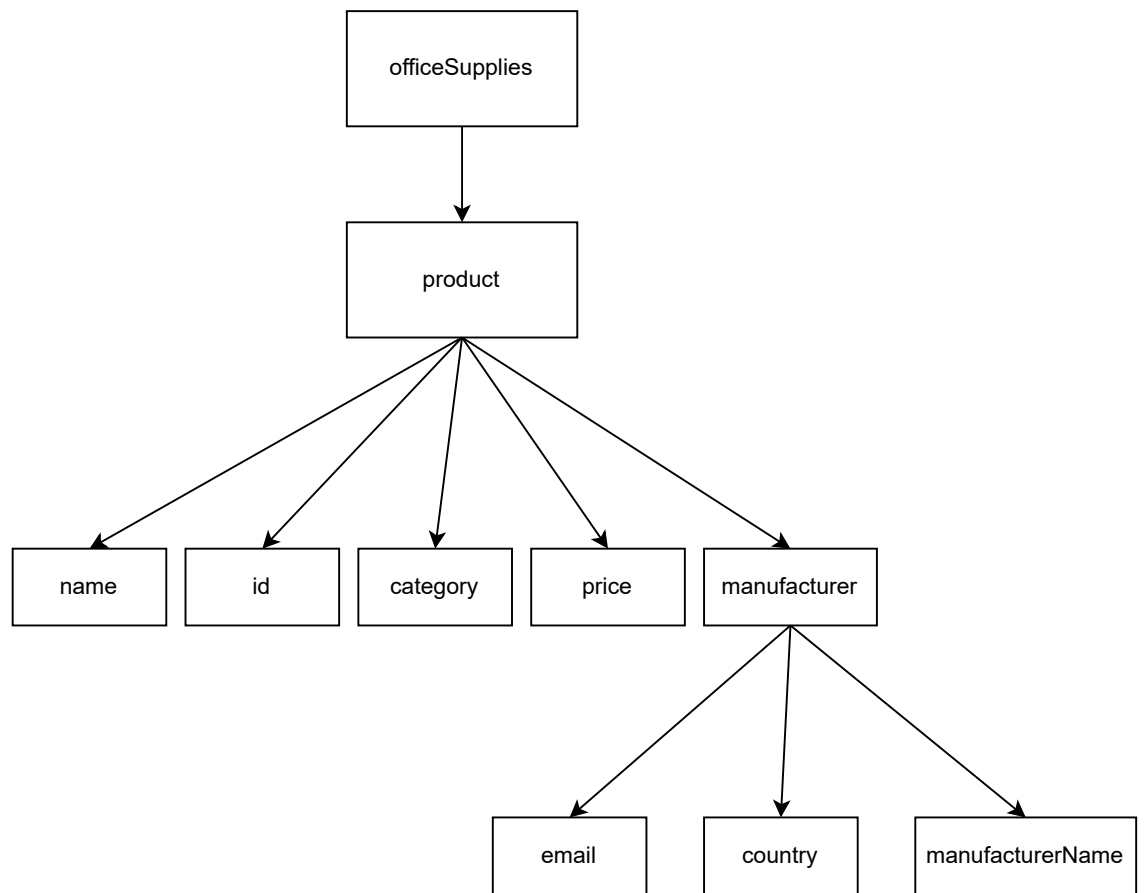 officeSupplies
product
name
id
category
price
manufacturer
email
country
manufacturerName